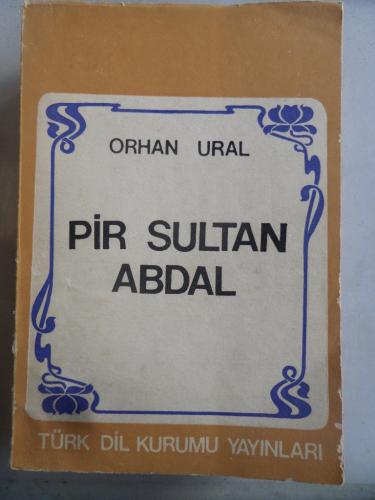 ORHAN URAL
PİR SULTAN
ABDAL
TÜRK DİL KURUMU YAYINLARI